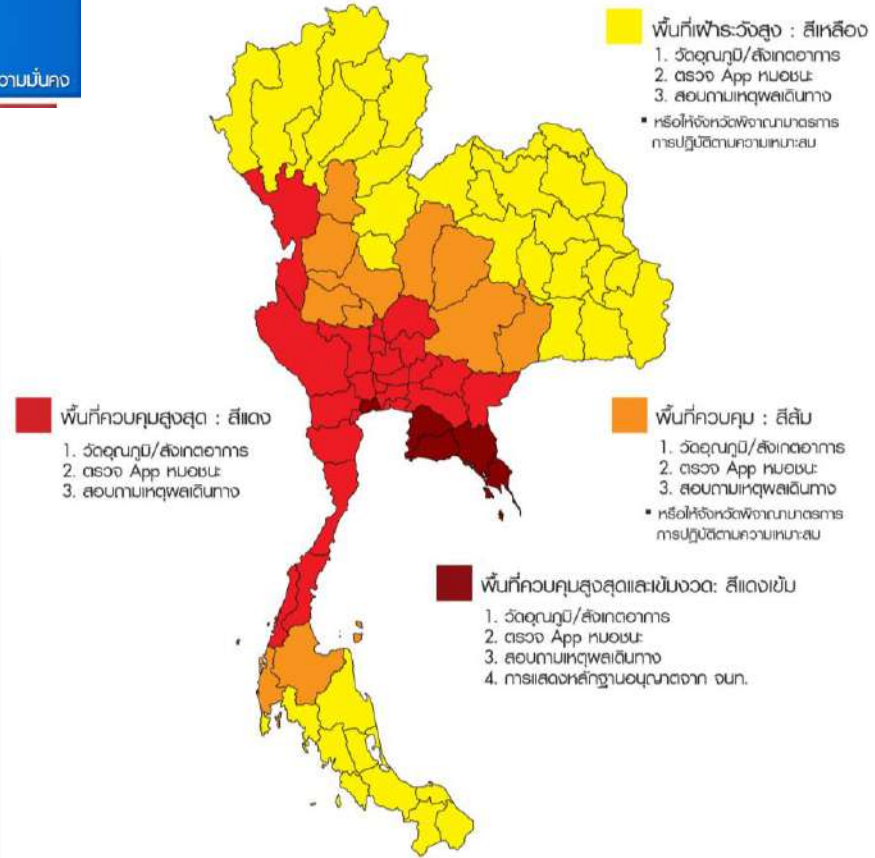 วามมั่นคง
พื้นที่เฝ้าระวังสูง : สีเหลือง
1. วัดอุณภูมิ/สังเกตอาการ
2. ตรวจ App หมอชนะ
3. สอบถามเหตุผลเดินทาง
▪ หรือให้จังหวัดพิจาณามาตรการ
การปฏิบัติตามความเหมาะสม
พื้นที่ควบคุมสูงสุด : สีแดง
1. วัดอุณภูมิ/สังเกตอาการ
2. ตรวจ App หมอชนะ
3. สอบถามเหตุผลเดินทาง
พื้นที่ควบคุม : สีส้ม
1. วัดอุณภูมิ/สังเกตอาการ
2. ตรวจ App หมอชนะ
3. สอบถามเหตุผลเดินทาง
▪ หรือให้จังหวัดพิจาณามาตรการ
การปฏิบัติตามความเหมาะสม
พื้นที่ควบคุมสูงสุดและเข้มงวด: สีแดงเข้ม
1. วัดอุณภูมิ/สังเกตอาการ
2. ตรวจ App หมอชนะ
3. สอบถามเหตุผลเดินทาง
4. การแสดงหลักฐานอนุญาตจาก จนท.